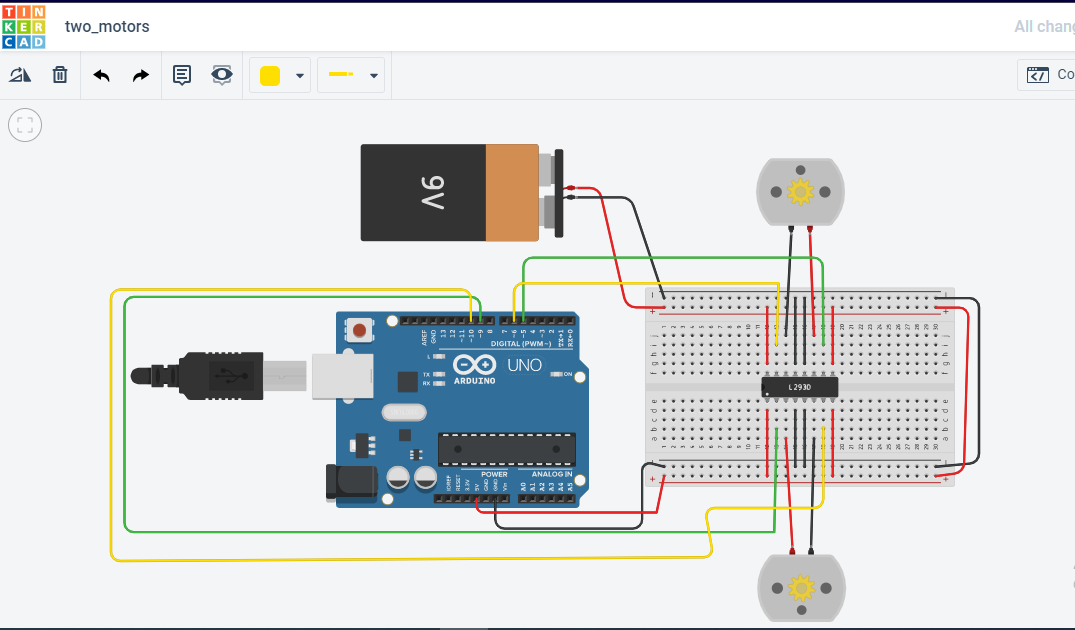 TIN
KER
CAD
two_motors
All chang
Co
9V
AREF
GND
13
12
~11
~10
~9
8
7
~6
~5
4
~3
2
TX→1
RX←0
DIGITAL (PWM ~)
L
TX
RX
UNO
ARDUINO
ON
L293D
POWER
ANALOG IN
IOREF
RESET
3.3V
5V
GND
GND
A0
A1
A2
A3
A4
A5